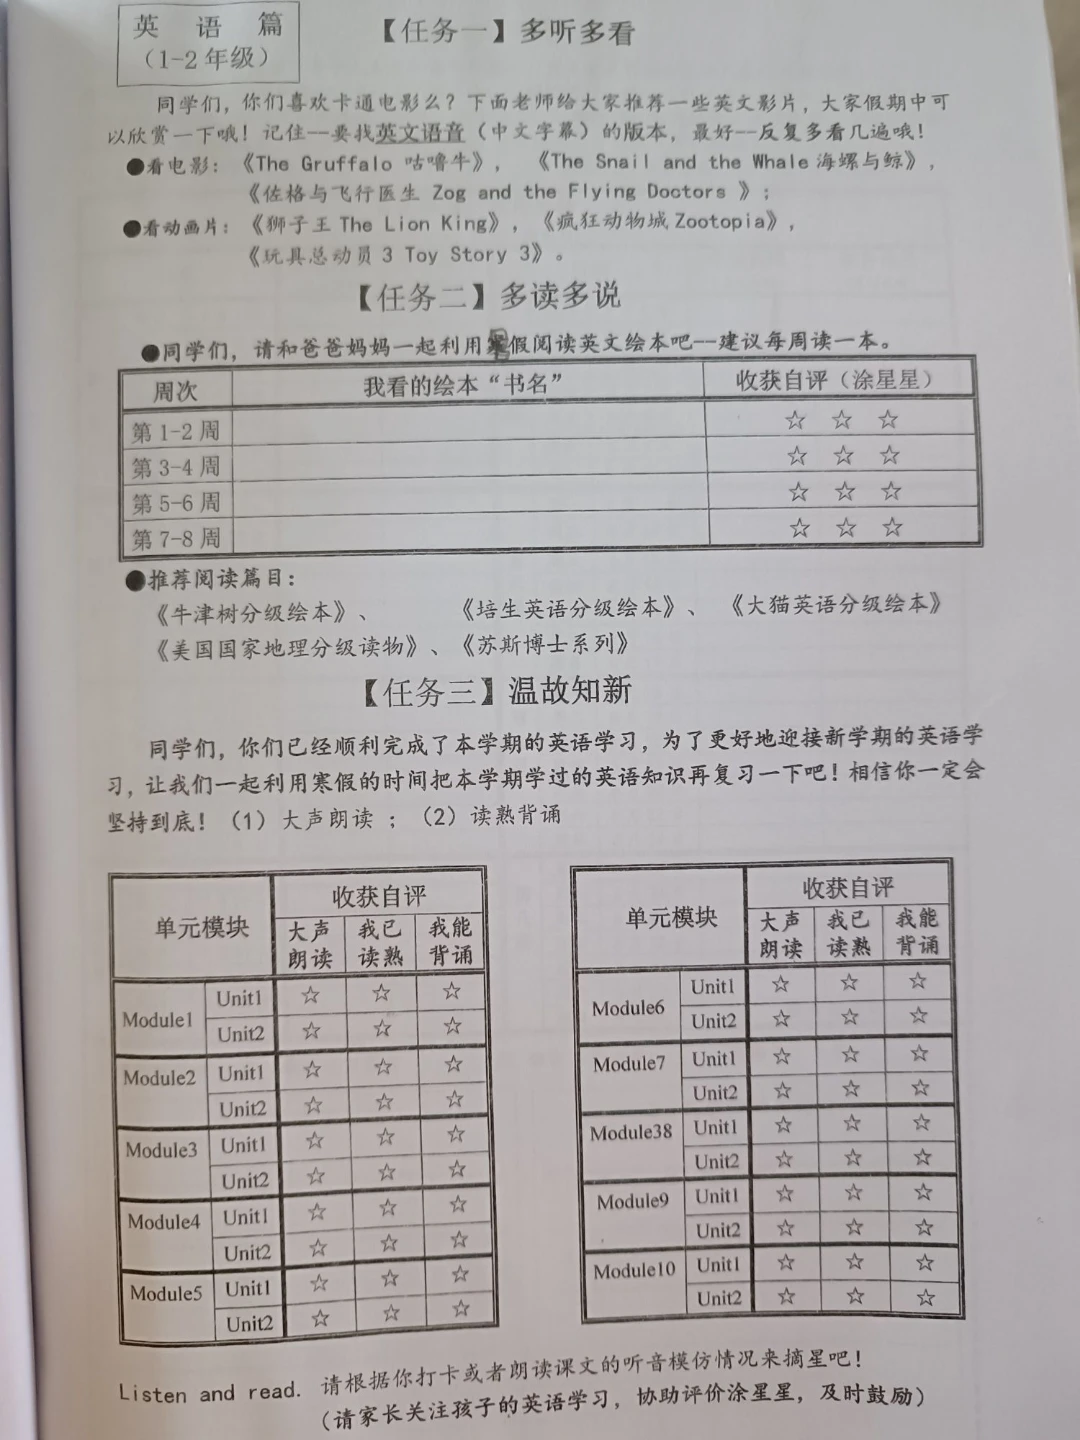 英 语 篇
(1-2年级)
【任务一】多听多看
同学们，你们喜欢卡通电影么？下面老师给大家推荐一些英文影片，大家假期中可
以欣赏一下哦！记住--要找英文语音（中文字幕）的版本，最好--反复多看几遍哦！
●看电影：《The Gruffalo 咕噜牛》，《The Snail and the Whale 海螺与鲸》，
《佐格与飞行医生 Zog and the Flying Doctors 》；
●看动画片：《狮子王 The Lion King》，《疯狂动物城 Zootopia》，
《玩具总动员 3 Toy Story 3》。
【任务二】多读多说
●同学们，请和爸爸妈妈一起利用假阅读英文绘本吧--建议每周读一本。
周次 我看的绘本“书名” 收获自评（涂星星）
第 1-2 周 ☆ ☆ ☆
第 3-4 周 ☆ ☆ ☆
第 5-6 周 ☆ ☆ ☆
第 7-8 周 ☆ ☆ ☆
●推荐阅读篇目：
《牛津树分级绘本》、 《培生英语分级绘本》、 《大猫英语分级绘本》
《美国国家地理分级读物》、《苏斯博士系列》
【任务三】温故知新
同学们，你们已经顺利完成了本学期的英语学习，为了更好地迎接新学期的英语学
习，让我们一起利用寒假的时间把本学期学过的英语知识再复习一下吧！相信你一定会
坚持到底！（1）大声朗读 ；（2）读熟背诵
单元模块 收获自评
大声 我已 我能
朗读 读熟 背诵
Module1 Unit1 ☆ ☆ ☆
Unit2 ☆ ☆ ☆
Module2 Unit1 ☆ ☆ ☆
Unit2 ☆ ☆ ☆
Module3 Unit1 ☆ ☆ ☆
Unit2 ☆ ☆ ☆
Module4 Unit1 ☆ ☆ ☆
Unit2 ☆ ☆ ☆
Module5 Unit1 ☆ ☆ ☆
Unit2 ☆ ☆ ☆
单元模块 收获自评
大声 我已 我能
朗读 读熟 背诵
Module6 Unit1 ☆ ☆ ☆
Unit2 ☆ ☆ ☆
Module7 Unit1 ☆ ☆ ☆
Unit2 ☆ ☆ ☆
Module38 Unit1 ☆ ☆ ☆
Unit2 ☆ ☆ ☆
Module9 Unit1 ☆ ☆ ☆
Unit2 ☆ ☆ ☆
Module10 Unit1 ☆ ☆ ☆
Unit2 ☆ ☆ ☆
Listen and read. 请根据你打卡或者朗读课文的听音模仿情况来摘星吧！
（请家长关注孩子的英语学习，协助评价涂星星，及时鼓励）